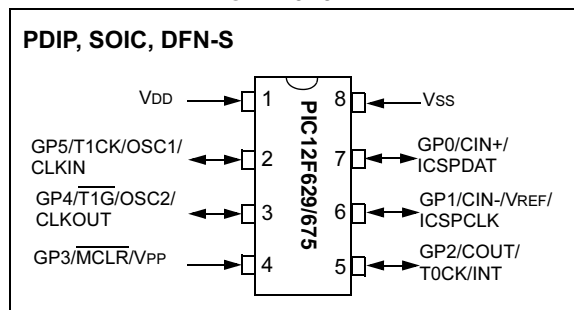 PDIP, SOIC, DFN-S
VDD
1
8
VSS
GP5/T1CK/OSC1/
CLKIN
2
7
GP0/CIN+/
ICSPDAT
GP4/T1G/OSC2/
CLKOUT
3
6
GP1/CIN-/VREF/
ICSPCLK
GP3/MCLR/VPP
4
5
GP2/COUT/
T0CK/INT
PIC12F629/675